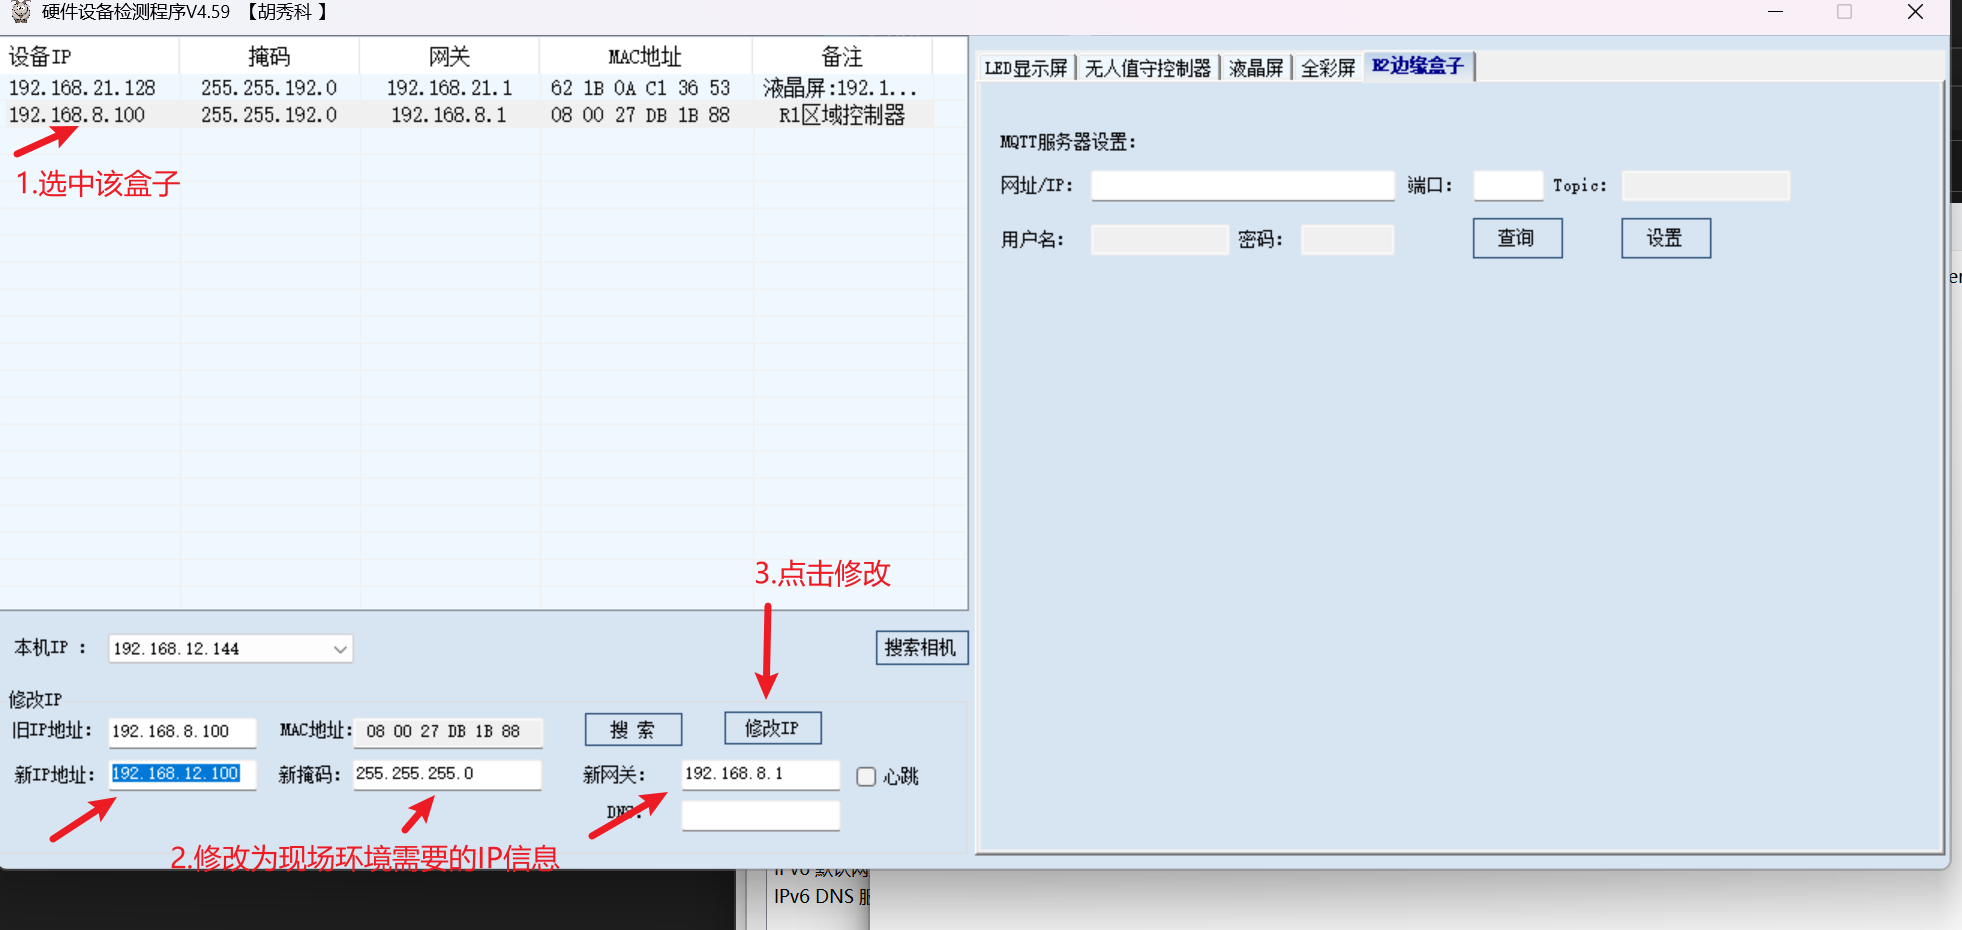 硬件设备检测程序V4.59 【胡秀科 】
设备IP 掩码 网关 MAC地址 备注
192.168.21.128 255.255.192.0 192.168.21.1 62 1B 0A C1 36 53 液晶屏:192.1...
192.168.8.100 255.255.192.0 192.168.8.1 08 00 27 DB 1B 88 R1区域控制器
1.选中该盒子
3.点击修改
本机IP : 192.168.12.144 搜索相机
修改IP
旧IP地址: 192.168.8.100 MAC地址: 08 00 27 DB 1B 88 搜 索 修改IP
新IP地址: 192.168.12.100 新掩码: 255.255.255.0 新网关: 192.168.8.1 心跳
DNS:
2.修改为现场环境需要的IP信息
LED显示屏 无人值守控制器 液晶屏 全彩屏 R2边缘盒子
MQTT服务器设置:
网址/IP: 端口: Topic:
用户名: 密码: 查询 设置
er
IPv6 默认网
IPv6 DNS 服